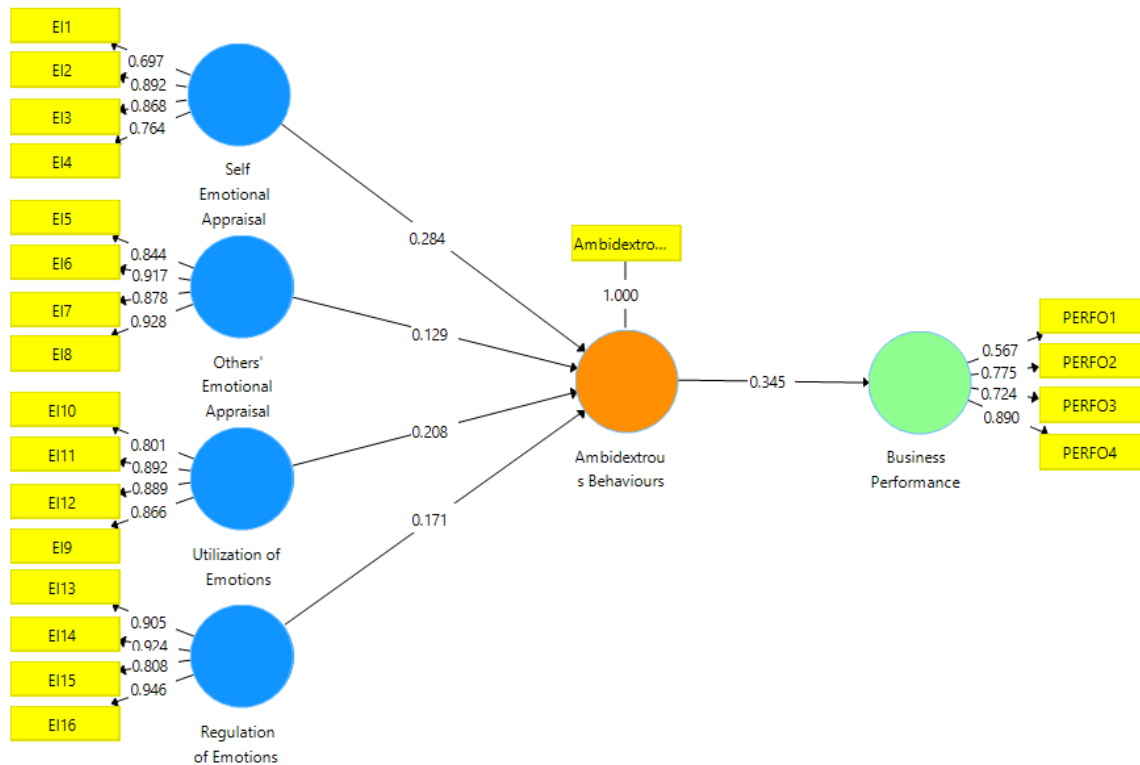 EI1
0.697
EI2
0.892
EI3
0.868
0.764
EI4
Self
Emotional
Appraisal
EI5
0.844
EI6
0.917
EI7
0.878
0.928
EI8
Others'
Emotional
Appraisal
EI10
0.801
EI11
0.892
EI12
0.889
0.866
EI9
Utilization of
Emotions
EI13
0.905
EI14
0.924
EI15
0.808
0.946
EI16
Regulation
of Emotions
0.284
0.129
0.208
0.171
Ambidextro...
1.000
Ambidextrou
s Behaviours
0.345
Business
Performance
PERFO1
0.567
PERFO2
0.775
PERFO3
0.724
0.890
PERFO4